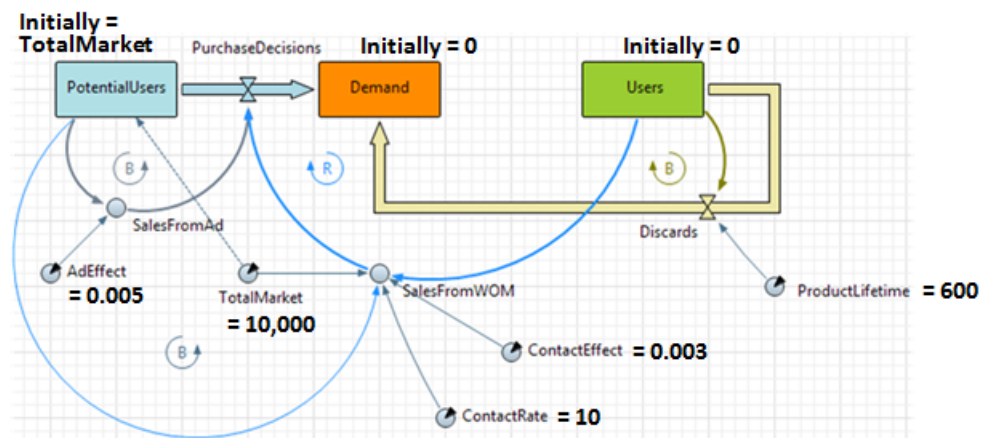 Initially =
TotalMarket
PurchaseDecisions
Initially = 0
Initially = 0
PotentialUsers
Demand
Users
B
R
B
SalesFromAd
Discards
AdEffect
= 0.005
TotalMarket
= 10,000
SalesFromWOM
ProductLifetime = 600
B
ContactEffect = 0.003
ContactRate = 10